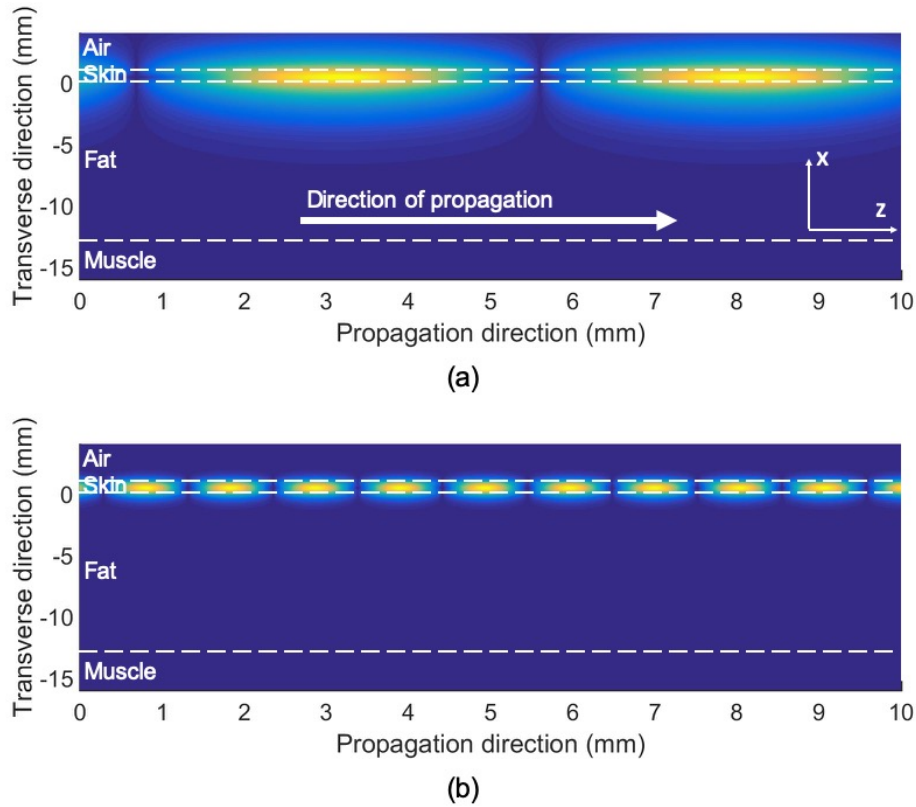 Transverse direction (mm)
Air
Skin
Fat
Muscle
Direction of propagation
x
z
0
-5
-10
-15
0 1 2 3 4 5 6 7 8 9 10
Propagation direction (mm)
(a)
Transverse direction (mm)
Air
Skin
Fat
Muscle
0
-5
-10
-15
0 1 2 3 4 5 6 7 8 9 10
Propagation direction (mm)
(b)